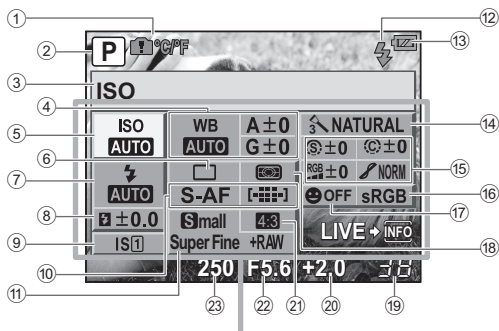 ① ② ③ ④ ⑤ ⑥ ⑦ ⑧ ⑨ ⑩ ⑪ ⑫ ⑬ ⑭ ⑮ ⑯ ⑰ ⑱ ⑲ ⑳ ㉑ ㉒ ㉓
P
°C/°F
ISO
ISO
AUTO
WB
AUTO
A±0
G±0
3 NATURAL
S ±0
C ±0
RGB ±0
NORM
AUTO
OFF sRGB
±0.0
S-AF
IS1
Small
4:3
Super Fine
+RAW
LIVE
INFO
250 F5.6 +2.0 38